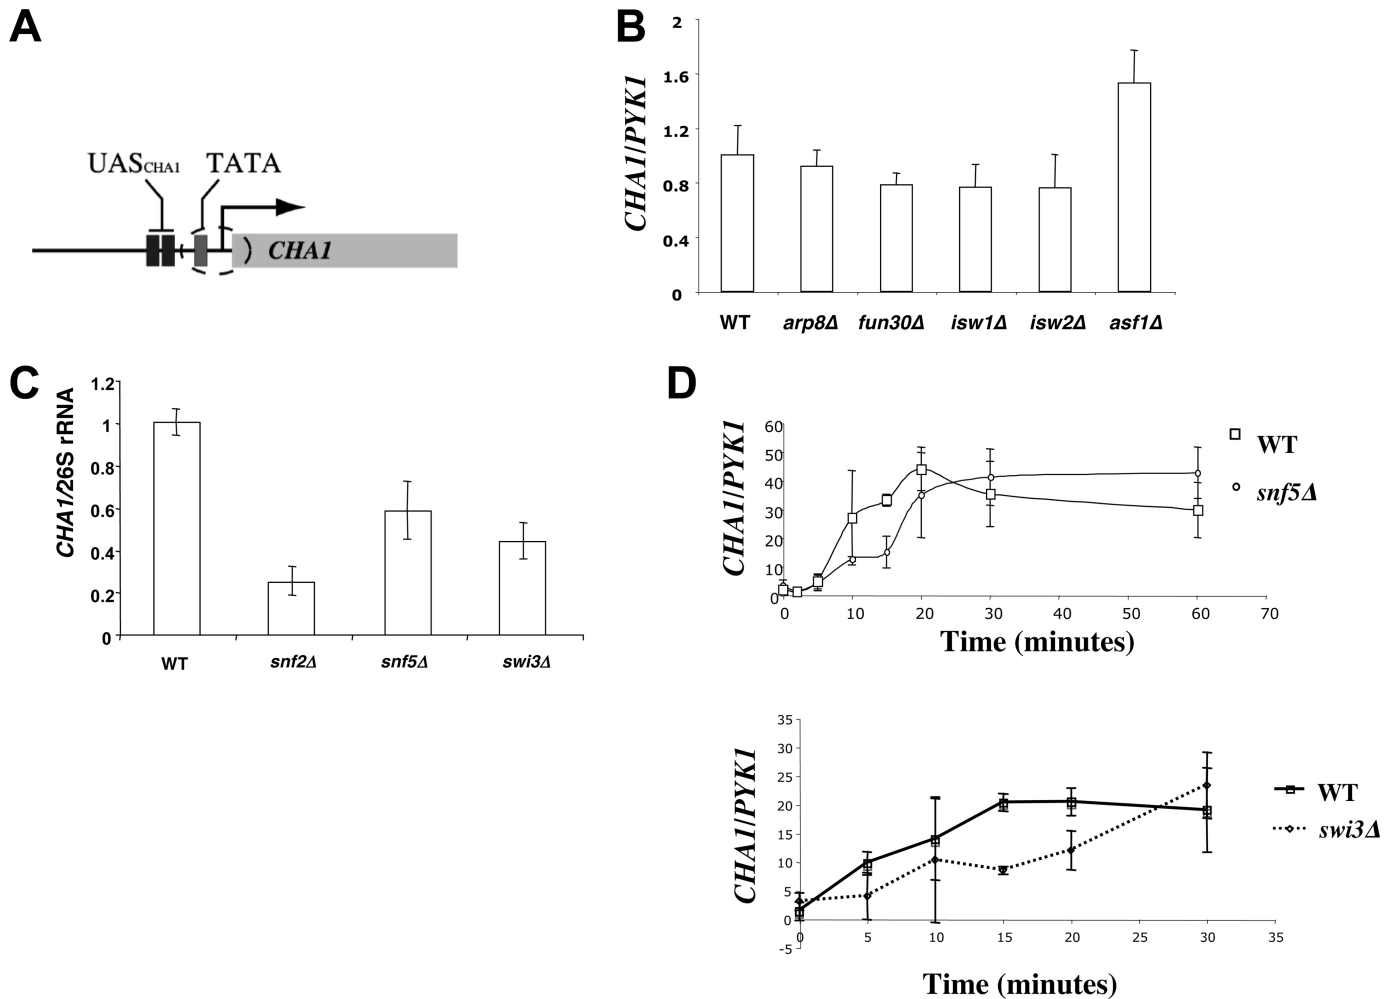 A
UASCHA1 TATA
CHA1
B
CHA1/PYK1
2
1.6
1.2
0.8
0.4
0
WT arp8Δ fun30Δ isw1Δ isw2Δ asf1Δ
C
CHA1/26S rRNA
1.2
1
0.8
0.6
0.4
0.2
0
WT snf2Δ snf5Δ swi3Δ
D
CHA1/PYK1
60
50
40
30
20
10
0
0 10 20 30 40 50 60 70
Time (minutes)
WT
snf5Δ
CHA1/PYK1
35
30
25
20
15
10
5
0
-5
0 5 10 15 20 25 30 35
Time (minutes)
WT
swi3Δ